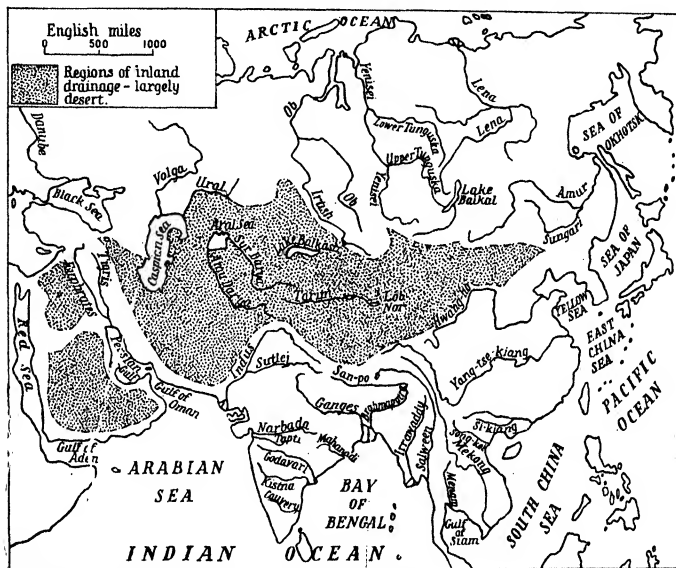 English miles
0 500 1000
Regions of inland
drainage - largely
desert.
ARCTIC OCEAN
Danube
Black Sea
Volga
Ural
Caspian Sea
Aral Sea
Ob
Irtish
Ob
Yenisei
Lower Tunguska
Upper Tunguska
Yenisei
Lena
Lena
Lake
Baikal
SEA OF
OKHOTSK
Amur
Sungari
SEA OF
JAPAN
YELLOW
SEA
EAST
CHINA
SEA
PACIFIC
OCEAN
Tarim
Lob
Nor
Hwang-ho
Yang-tse-kiang
Si-kiang
Song-koi
Mekong
Menam
Gulf
of
Siam
SOUTH CHINA
SEA
Salween
Irrawaddy
Brahmaputra
San-po
Ganges
Sutlej
Indus
Narbada
Tapti
Mahanadi
Godavari
Kistna
Cauvery
BAY
OF
BENGAL
Euphrates
Tigris
Red Sea
Persian
Gulf
Gulf of
Oman
Gulf of
Aden
ARABIAN
SEA
INDIAN OCEAN